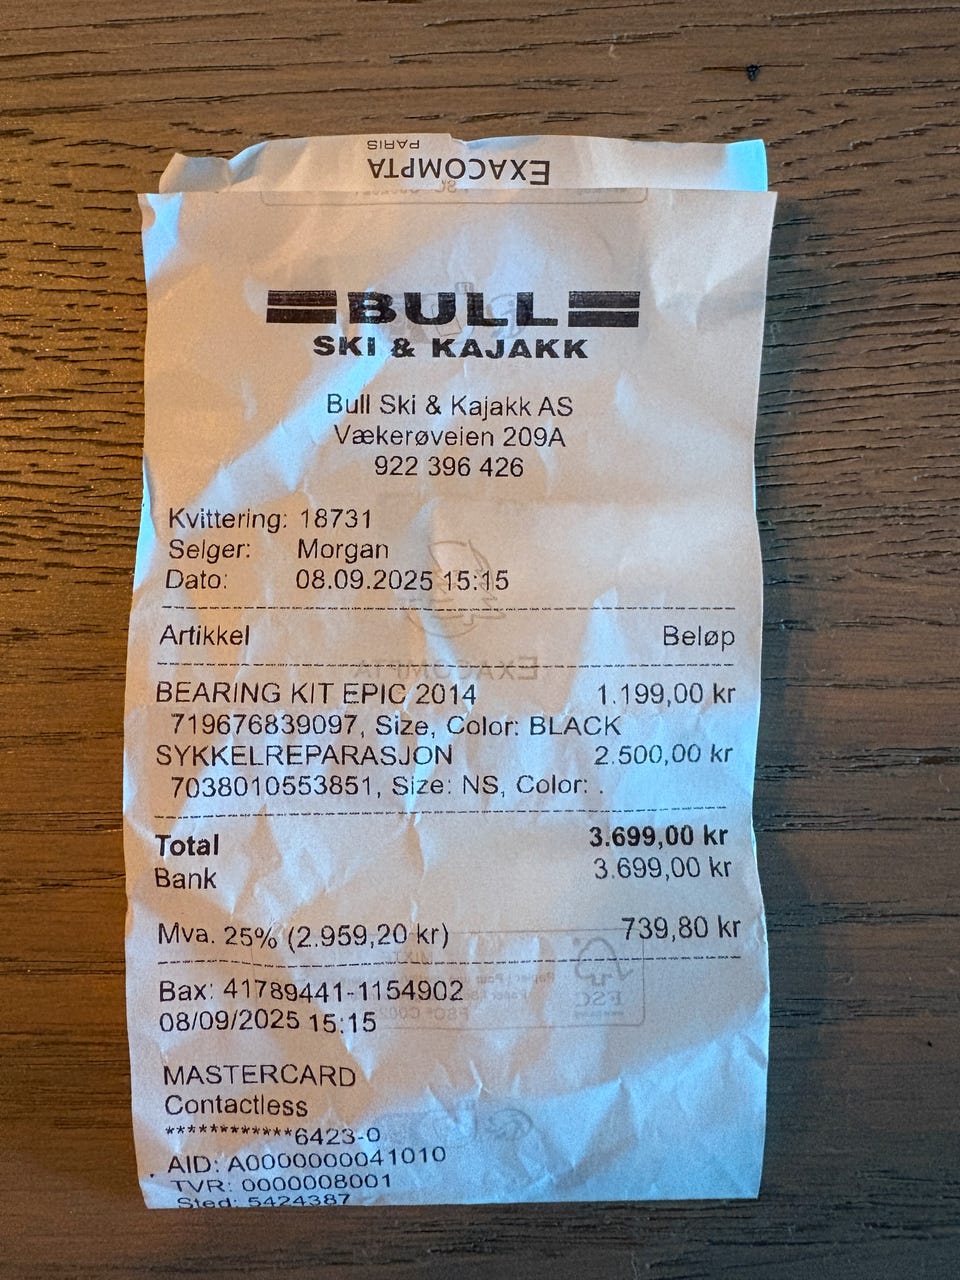 EXACOMPTA
PARIS
BULL
SKI & KAJAKK
Bull Ski & Kajakk AS
Vækerøveien 209A
922 396 426
Kvittering: 18731
Selger: Morgan
Dato: 08.09.2025 15:15
Artikkel Beløp
EXACOMPTA
BEARING KIT EPIC 2014 1.199,00 kr
719676839097, Size, Color: BLACK
SYKKELREPARASJON 2.500,00 kr
7038010553851, Size: NS, Color: .
Total 3.699,00 kr
Bank 3.699,00 kr
Mva. 25% (2.959,20 kr) 739,80 kr
FSC
Bax: 41789441-1154902
08/09/2025 15:15
MASTERCARD
Contactless
************6423-0
AID: A0000000041010
TVR: 0000008001
Sted: 5424387